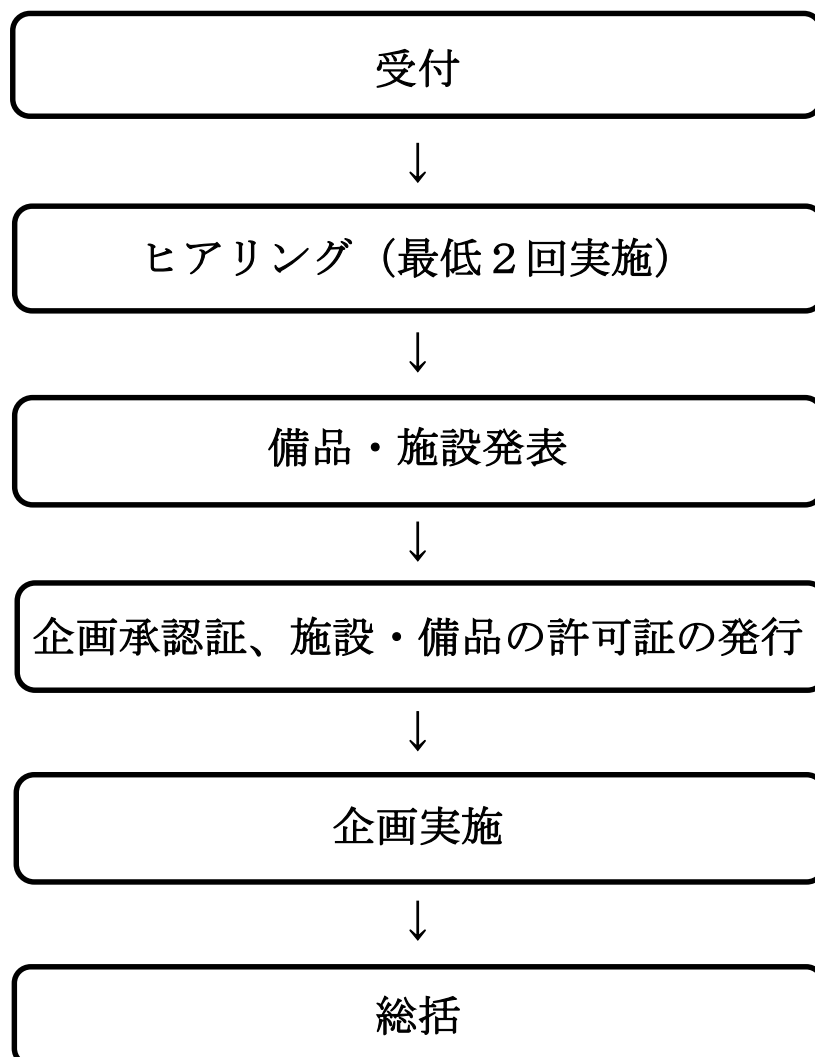 受付
↓
ヒアリング（最低２回実施）
↓
備品・施設発表
↓
企画承認証、施設・備品の許可証の発行
↓
企画実施
↓
総括